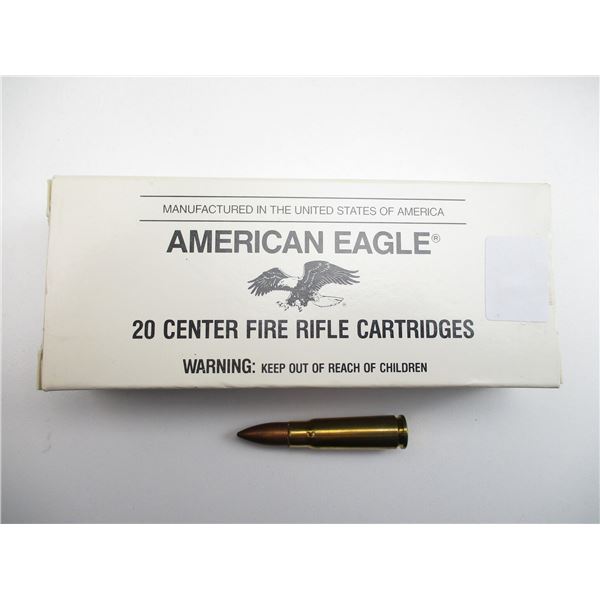 MANUFACTURED IN THE UNITED STATES OF AMERICA
AMERICAN EAGLE®
20 CENTER FIRE RIFLE CARTRIDGES
WARNING: KEEP OUT OF REACH OF CHILDREN